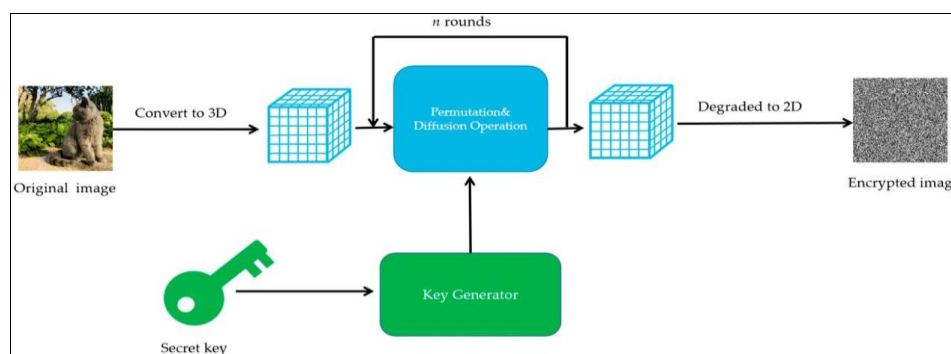 n rounds
Convert to 3D
Permutation&
Diffusion Operation
Degraded to 2D
Original image
Encrypted imag
Key Generator
Secret key